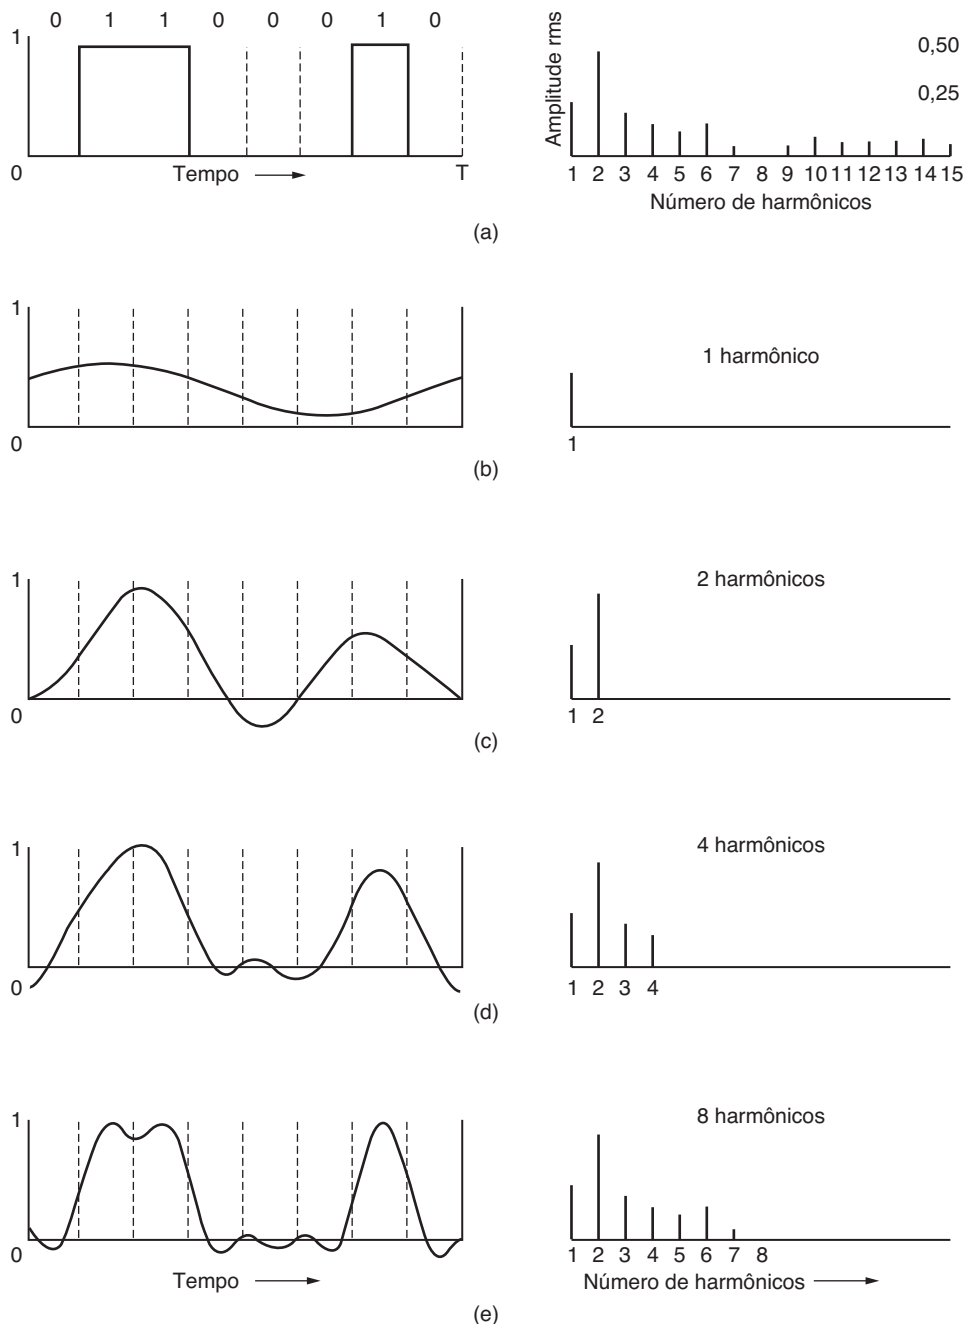 0 1 1 0 0 0 1 0
1
0
Tempo
T
Amplitude rms
0,50
0,25
1 2 3 4 5 6 7 8 9 10 11 12 13 14 15
Número de harmônicos
(a)
1
0
1 harmônico
1
(b)
1
0
2 harmônicos
1 2
(c)
1
0
4 harmônicos
1 2 3 4
(d)
1
0
Tempo
8 harmônicos
1 2 3 4 5 6 7 8
Número de harmônicos
(e)